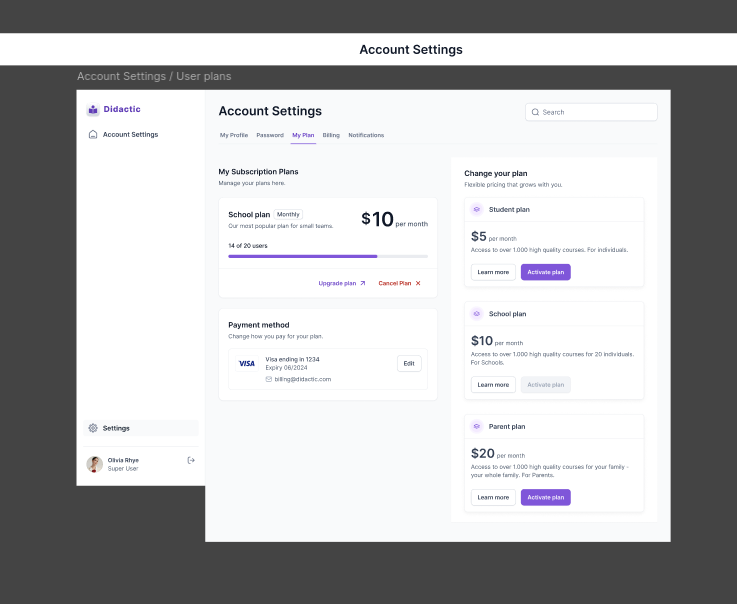 Account Settings
Account Settings / User plans
Didactic
Account Settings
Settings
Olivia Rhye
Super User
Account Settings
Search
My Profile
Password
My Plan
Billing
Notifications
My Subscription Plans
Manage your plans here.
School plan
Monthly
Our most popular plan for small teams.
$10 per month
14 of 20 users
Upgrade plan
Cancel Plan
Payment method
Change how you pay for your plan.
VISA
Visa ending in 1234
Expiry 06/2024
billing@didactic.com
Edit
Change your plan
Flexible pricing that grows with you.
Student plan
$5 per month
Access to over 1.000 high quality courses. For individuals.
Learn more
Activate plan
School plan
$10 per month
Access to over 1.000 high quality courses for 20 individuals.
For Schools.
Learn more
Activate plan
Parent plan
$20 per month
Access to over 1.000 high quality courses for your family -
your whole family. For Parents.
Learn more
Activate plan